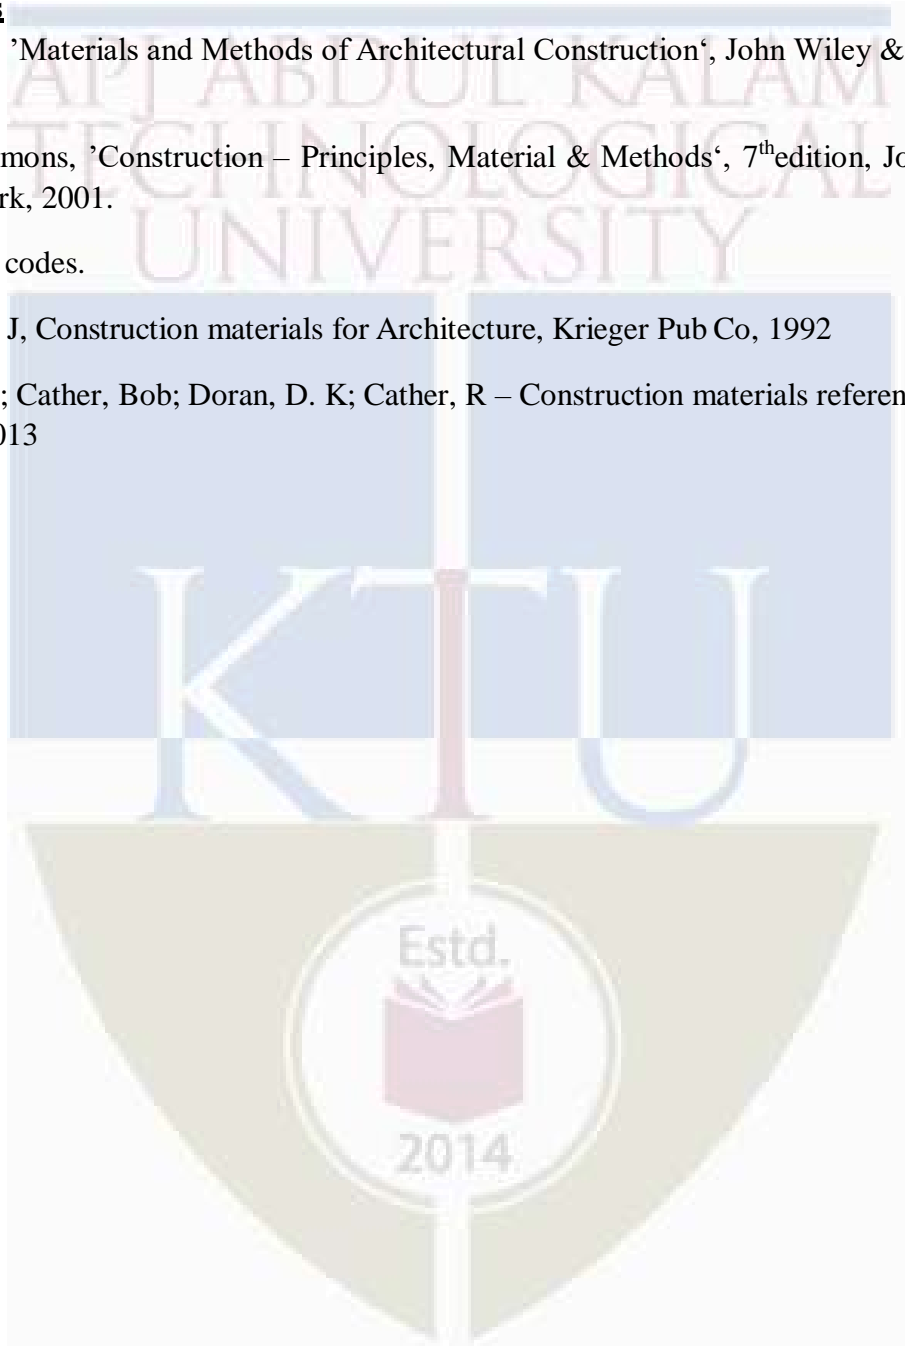 s
’Materials and Methods of Architectural Construction‘, John Wiley &
APJ ABDUL KALAM
TECHNOLOGICAL
UNIVERSITY
mons, ’Construction – Principles, Material & Methods‘, 7th edition, Jo
rk, 2001.
codes.
J, Construction materials for Architecture, Krieger Pub Co, 1992
; Cather, Bob; Doran, D. K; Cather, R – Construction materials referen
013
KTU
Estd.
2014